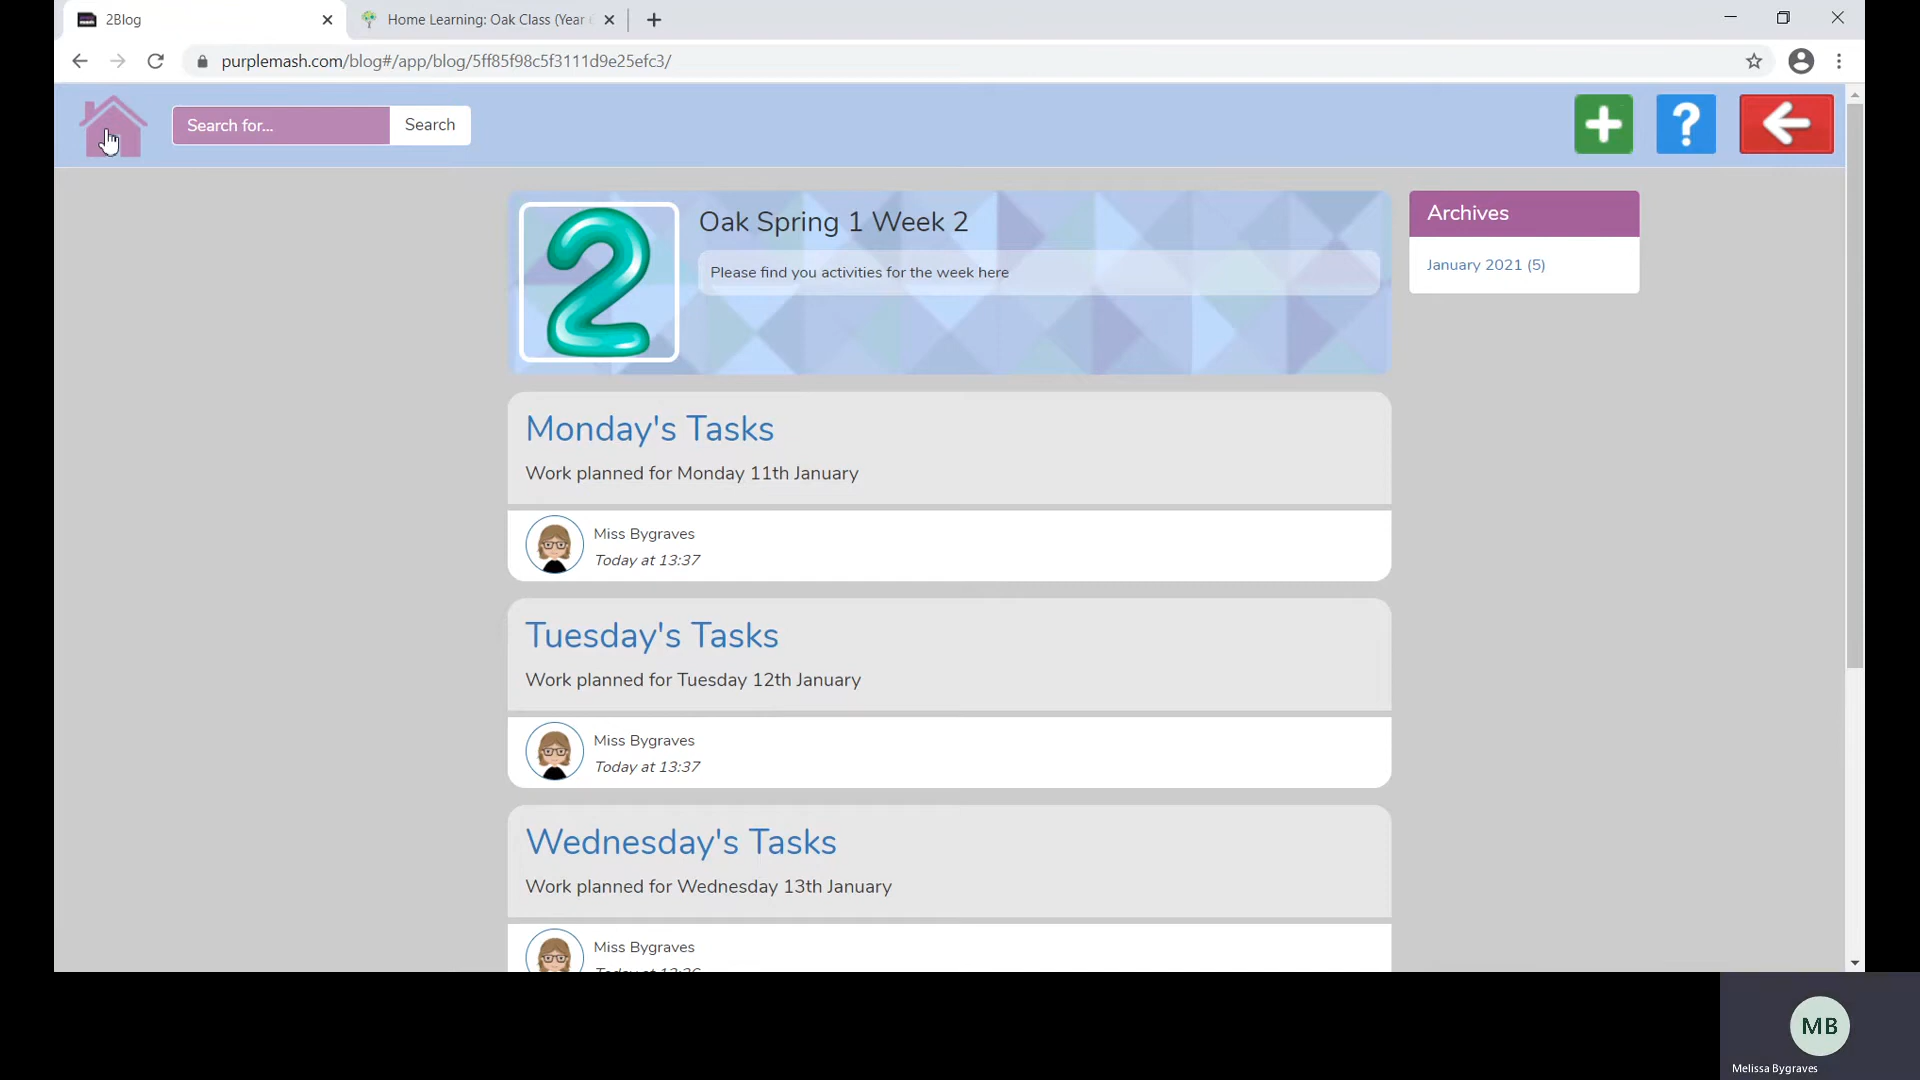 2Blog
Home Learning: Oak Class (Year 6
purplemash.com/blog#/app/blog/5ff85f98c5f3111d9e25efc3/
Search for...
Search
Oak Spring 1 Week 2
Please find you activities for the week here
Archives
January 2021 (5)
Monday's Tasks
Work planned for Monday 11th January
Miss Bygraves
Today at 13:37
Tuesday's Tasks
Work planned for Tuesday 12th January
Miss Bygraves
Today at 13:37
Wednesday's Tasks
Work planned for Wednesday 13th January
Miss Bygraves
MB
Melissa Bygraves